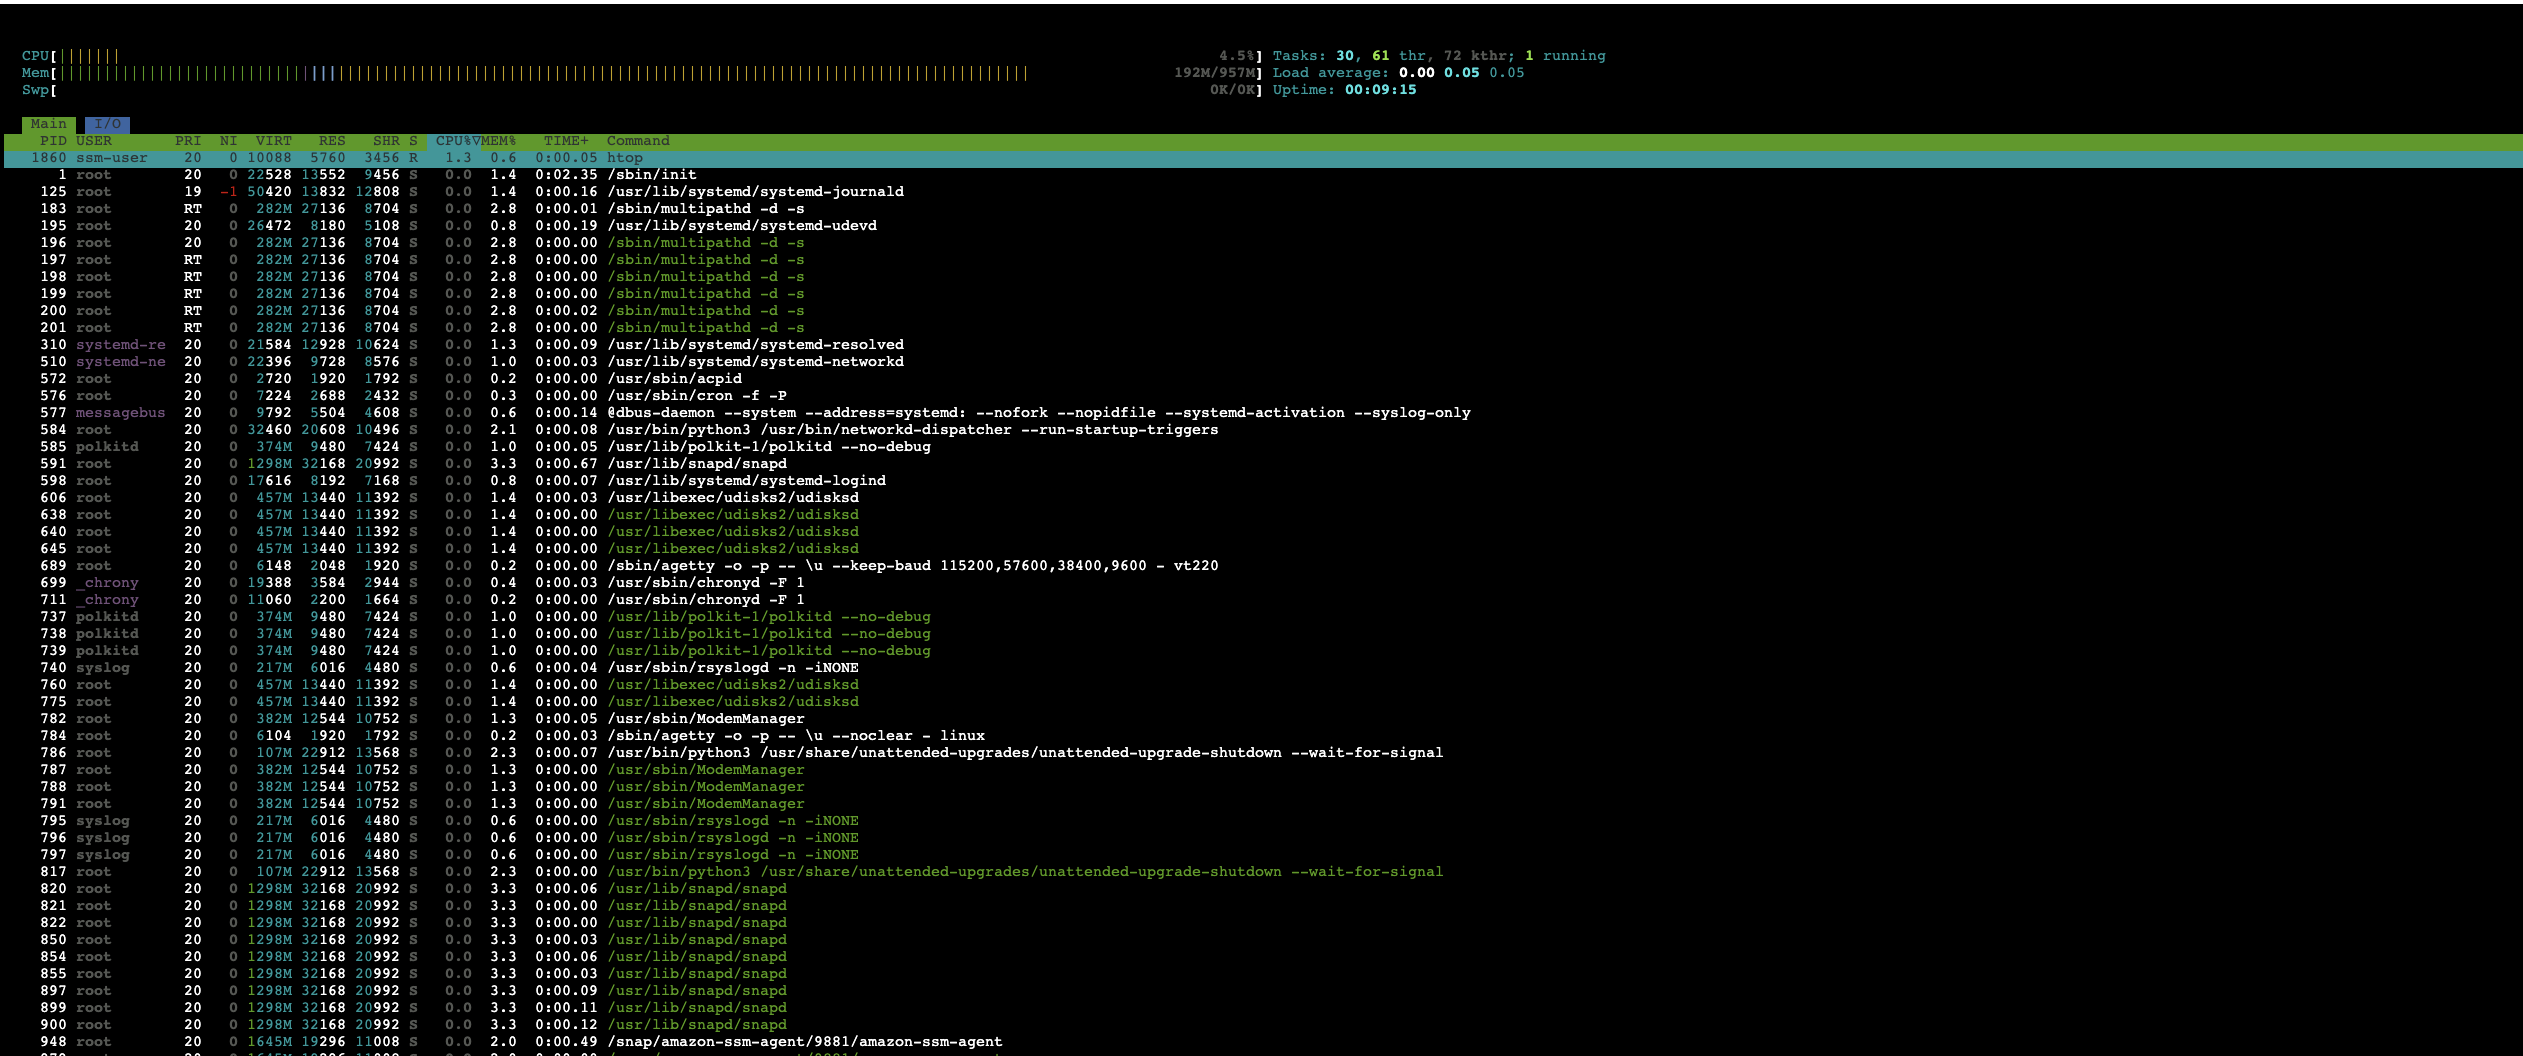 CPU[||||||| 4.5%] Tasks: 30, 61 thr, 72 kthr; 1 running
Mem[|||||||||||||||||||||||||||||||||||||||||||||||||||||||||||||||||||||||||||||||||||||||||||||||||||||||||||| 192M/957M] Load average: 0.00 0.05 0.05
Swp[ 0K/0K] Uptime: 00:09:15
Main I/O
PID USER PRI NI VIRT RES SHR S CPU%▽MEM% TIME+ Command
1860 ssm-user 20 0 10088 5760 3456 R 1.3 0.6 0:00.05 htop
1 root 20 0 22528 13552 9456 S 0.0 1.4 0:02.35 /sbin/init
125 root 19 -1 50420 13832 12808 S 0.0 1.4 0:00.16 /usr/lib/systemd/systemd-journald
183 root RT 0 282M 27136 8704 S 0.0 2.8 0:00.01 /sbin/multipathd -d -s
195 root 20 0 26472 8180 5108 S 0.0 0.8 0:00.19 /usr/lib/systemd/systemd-udevd
196 root 20 0 282M 27136 8704 S 0.0 2.8 0:00.00 /sbin/multipathd -d -s
197 root RT 0 282M 27136 8704 S 0.0 2.8 0:00.00 /sbin/multipathd -d -s
198 root RT 0 282M 27136 8704 S 0.0 2.8 0:00.00 /sbin/multipathd -d -s
199 root RT 0 282M 27136 8704 S 0.0 2.8 0:00.00 /sbin/multipathd -d -s
200 root RT 0 282M 27136 8704 S 0.0 2.8 0:00.02 /sbin/multipathd -d -s
201 root RT 0 282M 27136 8704 S 0.0 2.8 0:00.00 /sbin/multipathd -d -s
310 systemd-re 20 0 21584 12928 10624 S 0.0 1.3 0:00.09 /usr/lib/systemd/systemd-resolved
510 systemd-ne 20 0 22396 9728 8576 S 0.0 1.0 0:00.03 /usr/lib/systemd/systemd-networkd
572 root 20 0 2720 1920 1792 S 0.0 0.2 0:00.00 /usr/sbin/acpid
576 root 20 0 7224 2688 2432 S 0.0 0.3 0:00.00 /usr/sbin/cron -f -P
577 messagebus 20 0 9792 5504 4608 S 0.0 0.6 0:00.14 @dbus-daemon --system --address=systemd: --nofork --nopidfile --systemd-activation --syslog-only
584 root 20 0 32460 20608 10496 S 0.0 2.1 0:00.08 /usr/bin/python3 /usr/bin/networkd-dispatcher --run-startup-triggers
585 polkitd 20 0 374M 9480 7424 S 0.0 1.0 0:00.05 /usr/lib/polkit-1/polkitd --no-debug
591 root 20 0 1298M 32168 20992 S 0.0 3.3 0:00.67 /usr/lib/snapd/snapd
598 root 20 0 17616 8192 7168 S 0.0 0.8 0:00.07 /usr/lib/systemd/systemd-logind
606 root 20 0 457M 13440 11392 S 0.0 1.4 0:00.03 /usr/libexec/udisks2/udisksd
638 root 20 0 457M 13440 11392 S 0.0 1.4 0:00.00 /usr/libexec/udisks2/udisksd
640 root 20 0 457M 13440 11392 S 0.0 1.4 0:00.00 /usr/libexec/udisks2/udisksd
645 root 20 0 457M 13440 11392 S 0.0 1.4 0:00.00 /usr/libexec/udisks2/udisksd
689 root 20 0 6148 2048 1920 S 0.0 0.2 0:00.00 /sbin/agetty -o -p -- \u --keep-baud 115200,57600,38400,9600 - vt220
699 _chrony 20 0 19388 3584 2944 S 0.0 0.4 0:00.03 /usr/sbin/chronyd -F 1
711 _chrony 20 0 11060 2200 1664 S 0.0 0.2 0:00.00 /usr/sbin/chronyd -F 1
737 polkitd 20 0 374M 9480 7424 S 0.0 1.0 0:00.00 /usr/lib/polkit-1/polkitd --no-debug
738 polkitd 20 0 374M 9480 7424 S 0.0 1.0 0:00.00 /usr/lib/polkit-1/polkitd --no-debug
739 polkitd 20 0 374M 9480 7424 S 0.0 1.0 0:00.00 /usr/lib/polkit-1/polkitd --no-debug
740 syslog 20 0 217M 6016 4480 S 0.0 0.6 0:00.04 /usr/sbin/rsyslogd -n -iNONE
760 root 20 0 457M 13440 11392 S 0.0 1.4 0:00.00 /usr/libexec/udisks2/udisksd
775 root 20 0 457M 13440 11392 S 0.0 1.4 0:00.00 /usr/libexec/udisks2/udisksd
782 root 20 0 382M 12544 10752 S 0.0 1.3 0:00.05 /usr/sbin/ModemManager
784 root 20 0 6104 1920 1792 S 0.0 0.2 0:00.03 /sbin/agetty -o -p -- \u --noclear - linux
786 root 20 0 107M 22912 13568 S 0.0 2.3 0:00.07 /usr/bin/python3 /usr/share/unattended-upgrades/unattended-upgrade-shutdown --wait-for-signal
787 root 20 0 382M 12544 10752 S 0.0 1.3 0:00.00 /usr/sbin/ModemManager
788 root 20 0 382M 12544 10752 S 0.0 1.3 0:00.00 /usr/sbin/ModemManager
791 root 20 0 382M 12544 10752 S 0.0 1.3 0:00.00 /usr/sbin/ModemManager
795 syslog 20 0 217M 6016 4480 S 0.0 0.6 0:00.00 /usr/sbin/rsyslogd -n -iNONE
796 syslog 20 0 217M 6016 4480 S 0.0 0.6 0:00.00 /usr/sbin/rsyslogd -n -iNONE
797 syslog 20 0 217M 6016 4480 S 0.0 0.6 0:00.00 /usr/sbin/rsyslogd -n -iNONE
817 root 20 0 107M 22912 13568 S 0.0 2.3 0:00.00 /usr/bin/python3 /usr/share/unattended-upgrades/unattended-upgrade-shutdown --wait-for-signal
820 root 20 0 1298M 32168 20992 S 0.0 3.3 0:00.06 /usr/lib/snapd/snapd
821 root 20 0 1298M 32168 20992 S 0.0 3.3 0:00.00 /usr/lib/snapd/snapd
822 root 20 0 1298M 32168 20992 S 0.0 3.3 0:00.00 /usr/lib/snapd/snapd
850 root 20 0 1298M 32168 20992 S 0.0 3.3 0:00.03 /usr/lib/snapd/snapd
854 root 20 0 1298M 32168 20992 S 0.0 3.3 0:00.06 /usr/lib/snapd/snapd
855 root 20 0 1298M 32168 20992 S 0.0 3.3 0:00.03 /usr/lib/snapd/snapd
897 root 20 0 1298M 32168 20992 S 0.0 3.3 0:00.09 /usr/lib/snapd/snapd
899 root 20 0 1298M 32168 20992 S 0.0 3.3 0:00.11 /usr/lib/snapd/snapd
900 root 20 0 1298M 32168 20992 S 0.0 3.3 0:00.12 /usr/lib/snapd/snapd
948 root 20 0 1645M 19296 11008 S 0.0 2.0 0:00.49 /snap/amazon-ssm-agent/9881/amazon-ssm-agent